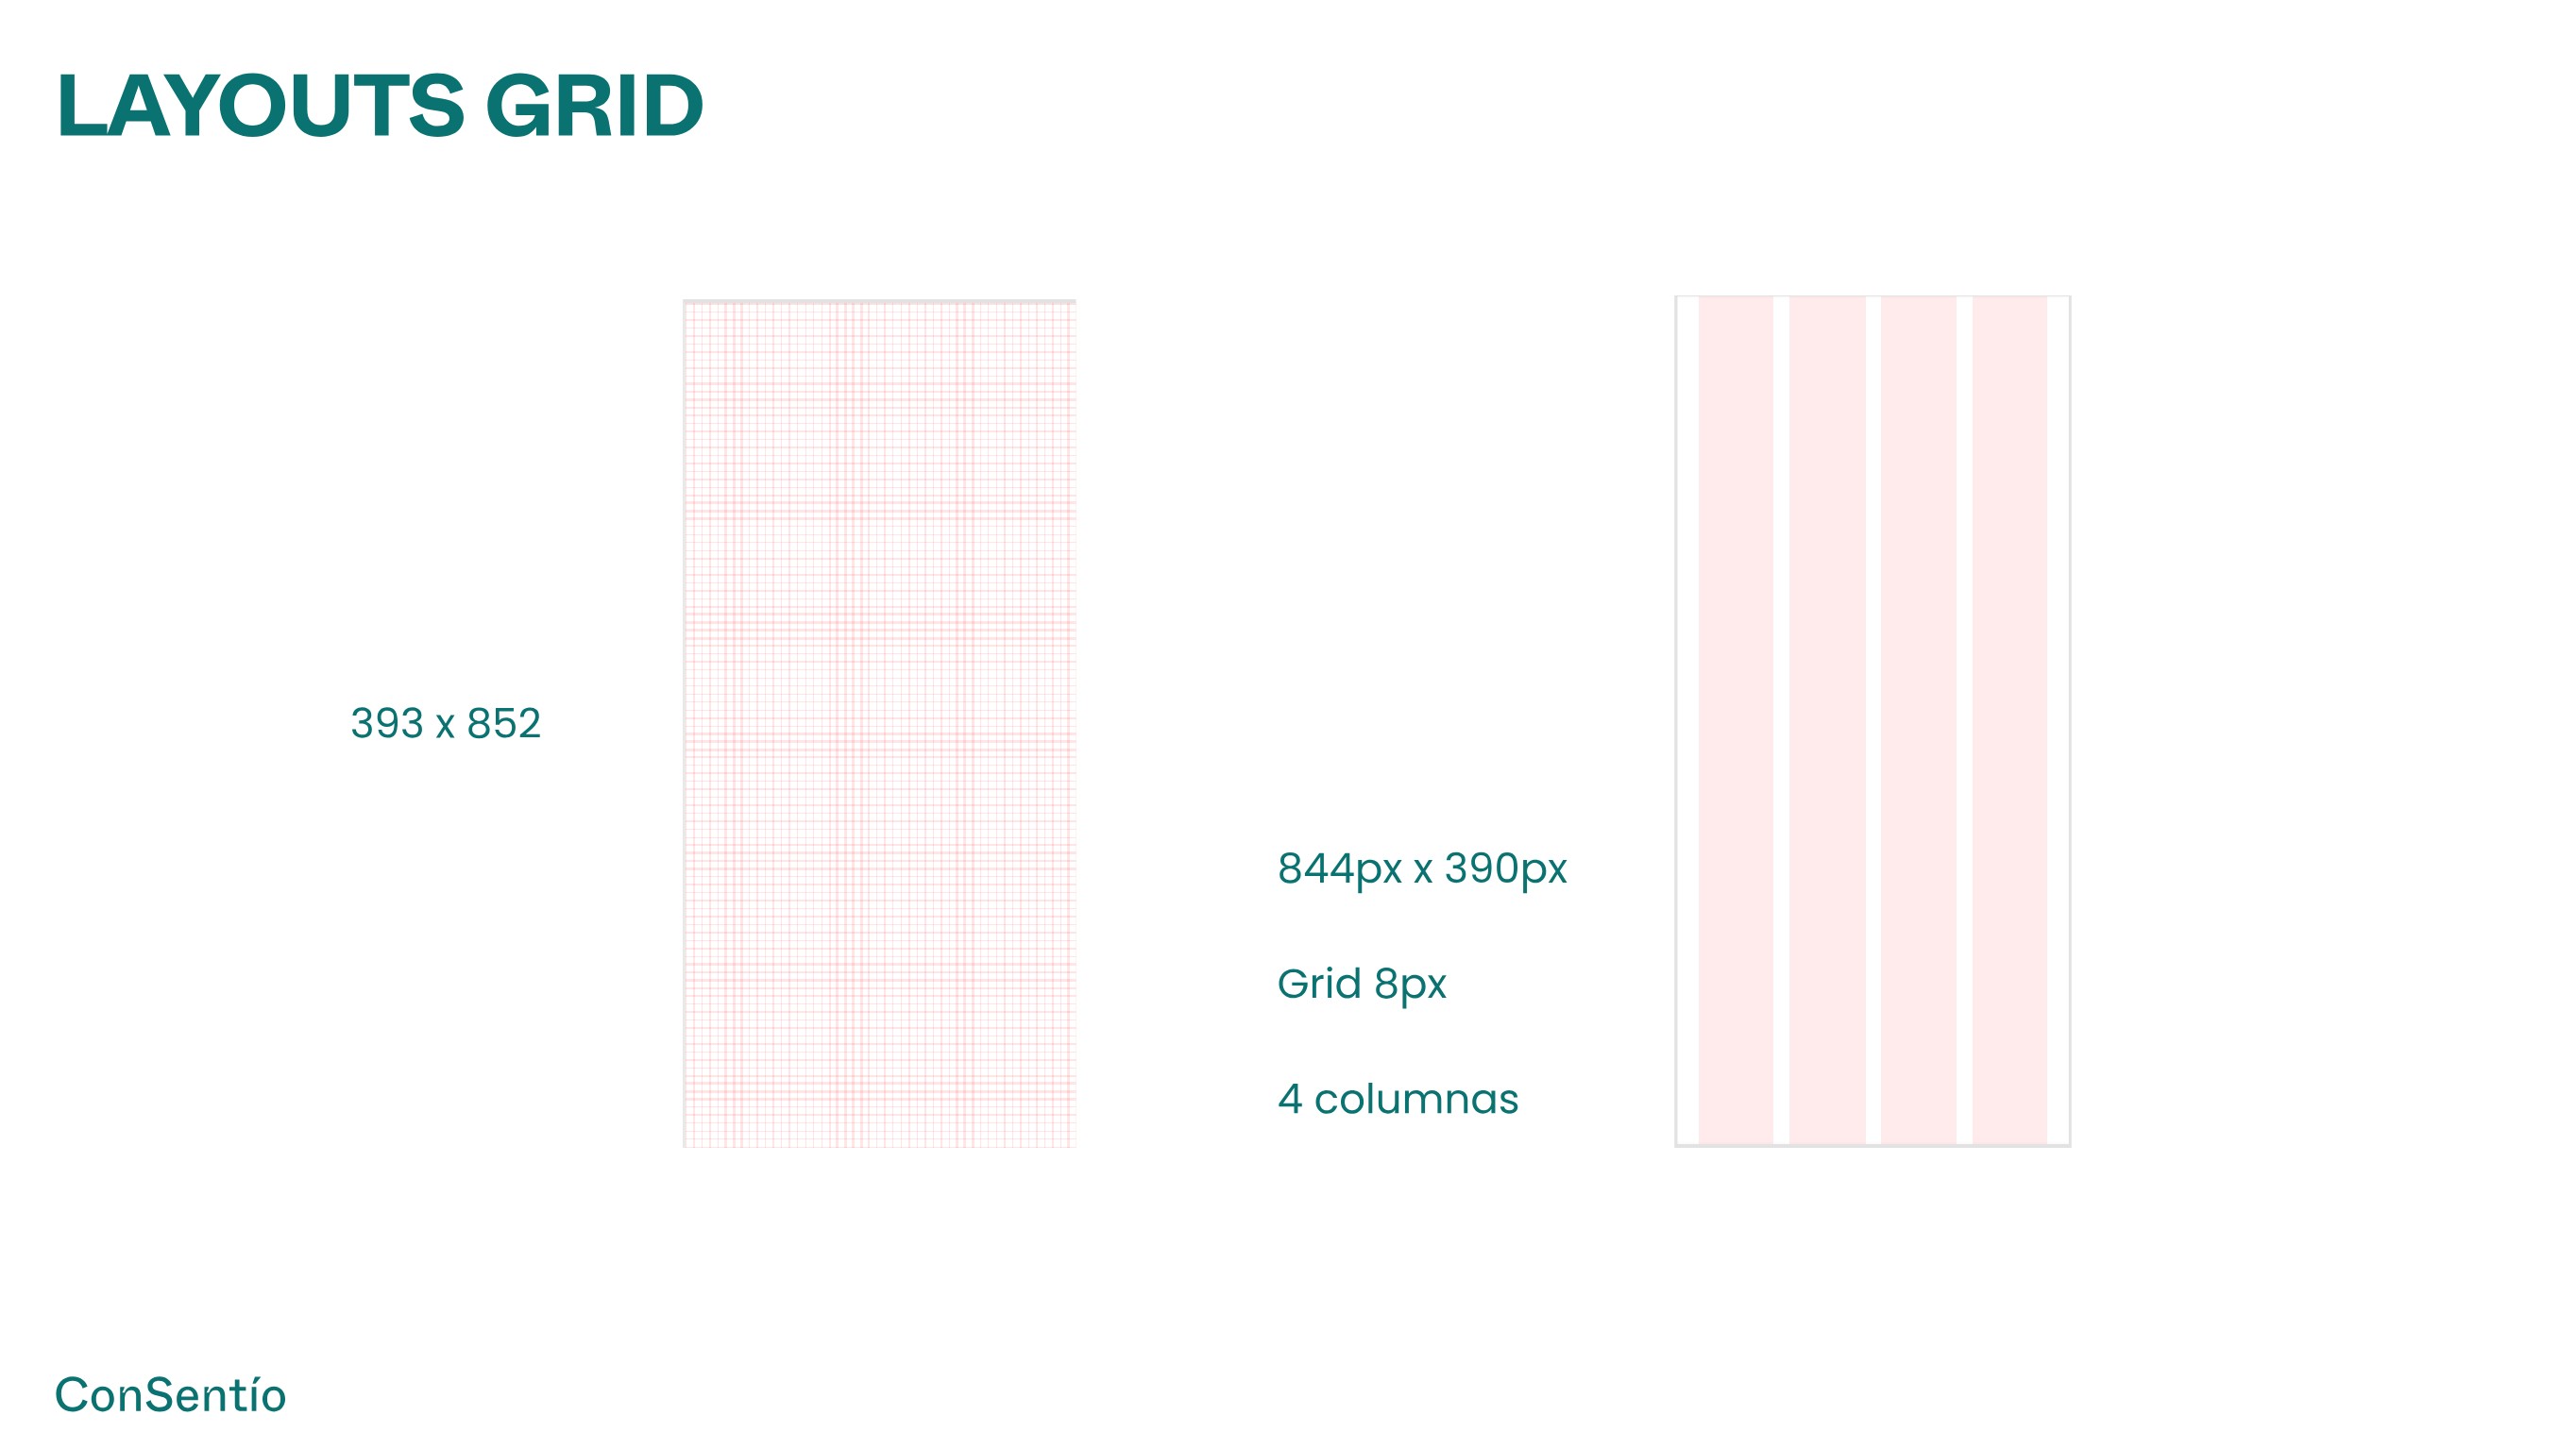 LAYOUTS GRID
393 x 852
844px x 390px
Grid 8px
4 columnas
ConSentío